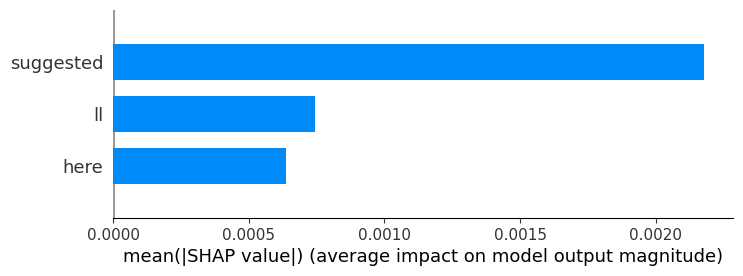 suggested
ll
here
0.0000 0.0005 0.0010 0.0015 0.0020
mean(|SHAP value|) (average impact on model output magnitude)